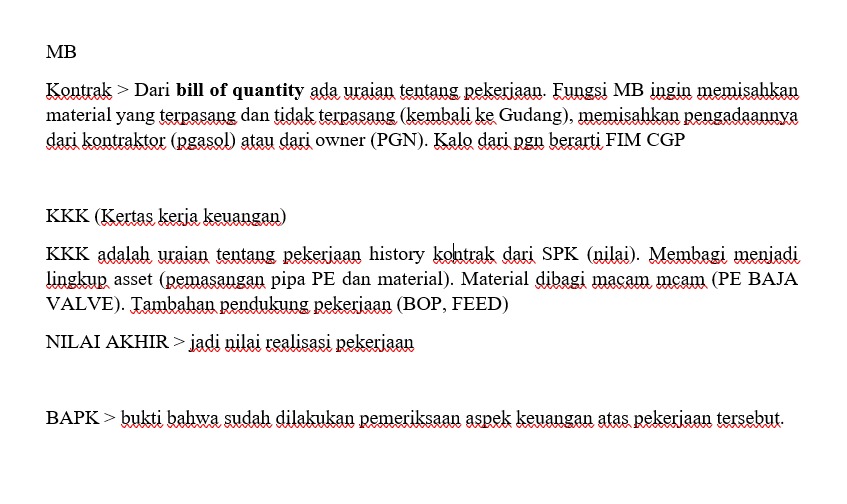 MB
Kontrak > Dari bill of quantity ada uraian tentang pekerjaan. Fungsi MB ingin memisahkan
material yang terpasang dan tidak terpasang (kembali ke Gudang), memisahkan pengadaannya
dari kontraktor (pgasol) atau dari owner (PGN). Kalo dari pgn berarti FIM CGP
KKK (Kertas kerja keuangan)
KKK adalah uraian tentang pekerjaan history kontrak dari SPK (nilai). Membagi menjadi
lingkup asset (pemasangan pipa PE dan material). Material dibagi macam mcam (PE BAJA
VALVE). Tambahan pendukung pekerjaan (BOP, FEED)
NILAI AKHIR > jadi nilai realisasi pekerjaan
BAPK > bukti bahwa sudah dilakukan pemeriksaan aspek keuangan atas pekerjaan tersebut.